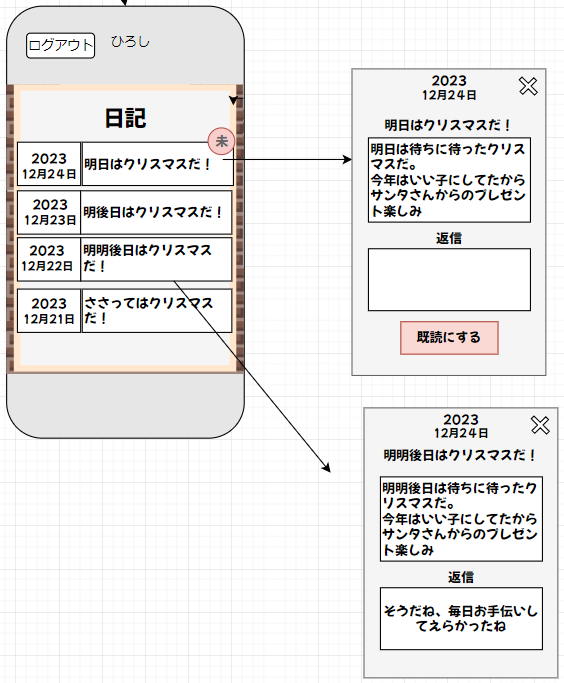 ログアウト
ひろし
日記
未
2023
12月24日
明日はクリスマスだ！
2023
12月23日
明後日はクリスマスだ！
2023
12月22日
明明後日はクリスマス
だ！
2023
12月21日
ささってはクリスマス
だ！
2023
12月24日
明日はクリスマスだ！
明日は待ちに待ったクリス
マスだ。
今年はいい子にしてたから
サンタさんからのプレゼン
ト楽しみ
返信
既読にする
2023
12月24日
明明後日はクリスマスだ！
明明後日は待ちに待ったク
リスマスだ。
今年はいい子にしてたから
サンタさんからのプレゼン
ト楽しみ
返信
そうだね、毎日お手伝いし
てえらかったね